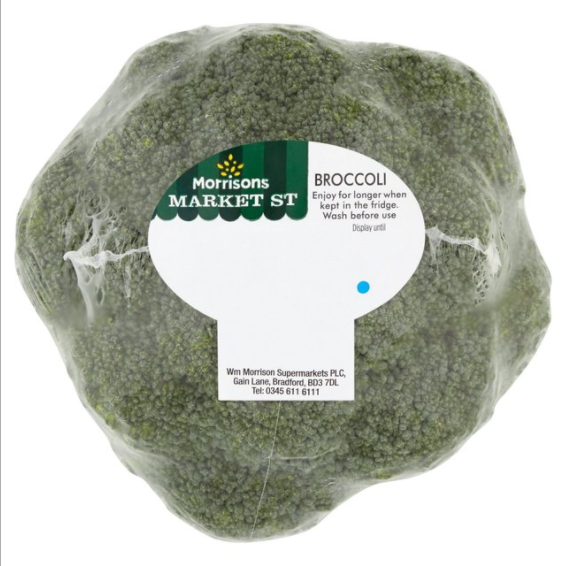 Morrisons
MARKET ST
BROCCOLI
Enjoy for longer when
kept in the fridge.
Wash before use
Display until
Wm Morrison Supermarkets PLC,
Gain Lane, Bradford, BD3 7DL
Tel: 0345 611 6111